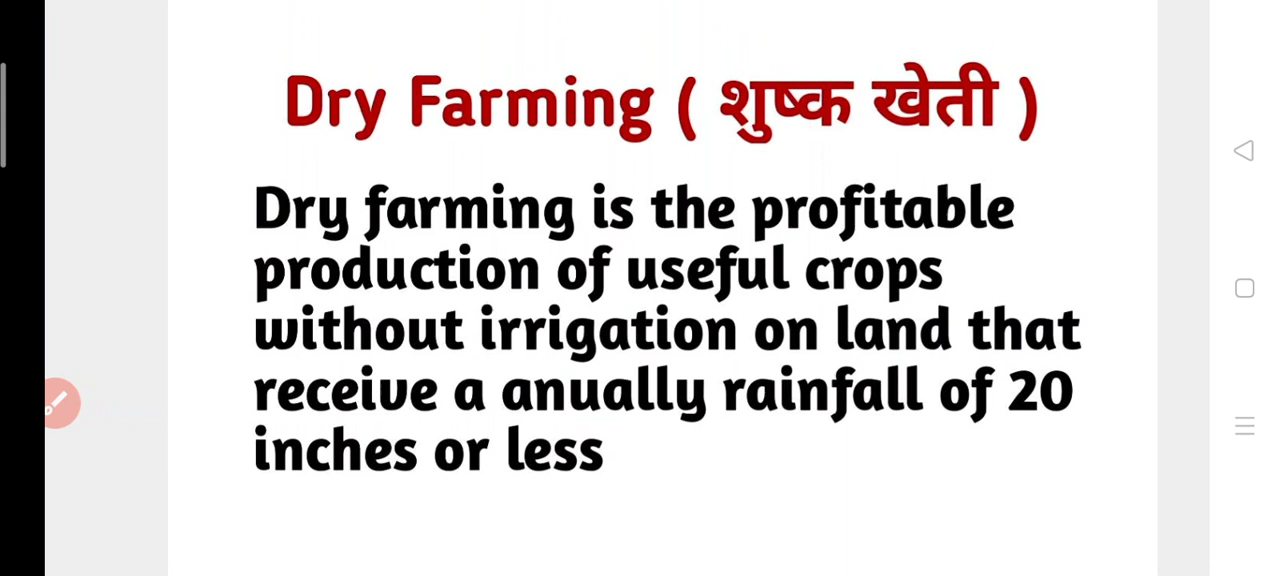 Dry Farming ( शुष्क खेती )
Dry farming is the profitable
production of useful crops
without irrigation on land that
receive a anually rainfall of 20
inches or less